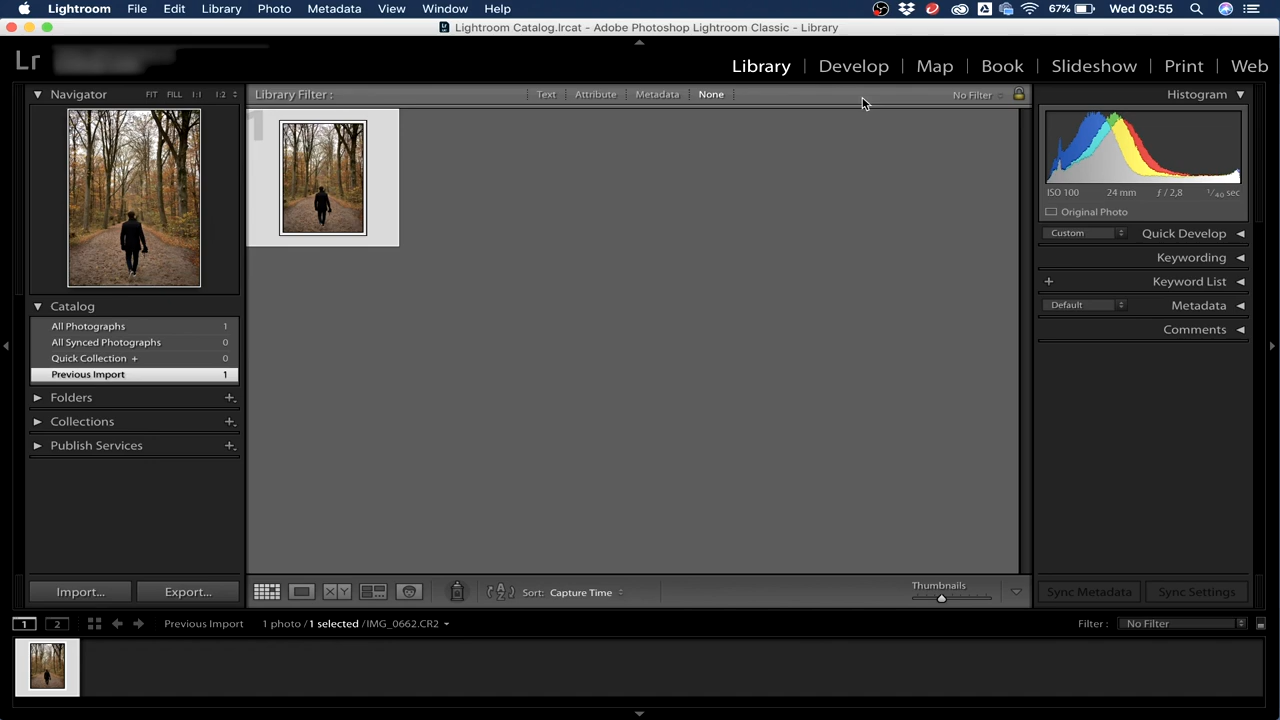 Lightroom File Edit Library Photo Metadata View Window Help 67% Wed 09:55
Lightroom Catalog.lrcat - Adobe Photoshop Lightroom Classic - Library
Lr
Library Develop Map Book Slideshow Print Web
Navigator FIT FILL 1:1 1:2
Library Filter : Text Attribute Metadata None No Filter
Histogram
1
ISO 100 24 mm ƒ / 2,8 1/40 sec
Original Photo
Custom Quick Develop
Keywording
Keyword List
Default Metadata
Comments
Catalog
All Photographs 1
All Synced Photographs 0
Quick Collection + 0
Previous Import 1
Folders
Collections
Publish Services
Import... Export...
X Y
A Z
Sort: Capture Time
Thumbnails
Sync Metadata Sync Settings
1 2 Previous Import 1 photo / 1 selected / IMG_0662.CR2
Filter : No Filter